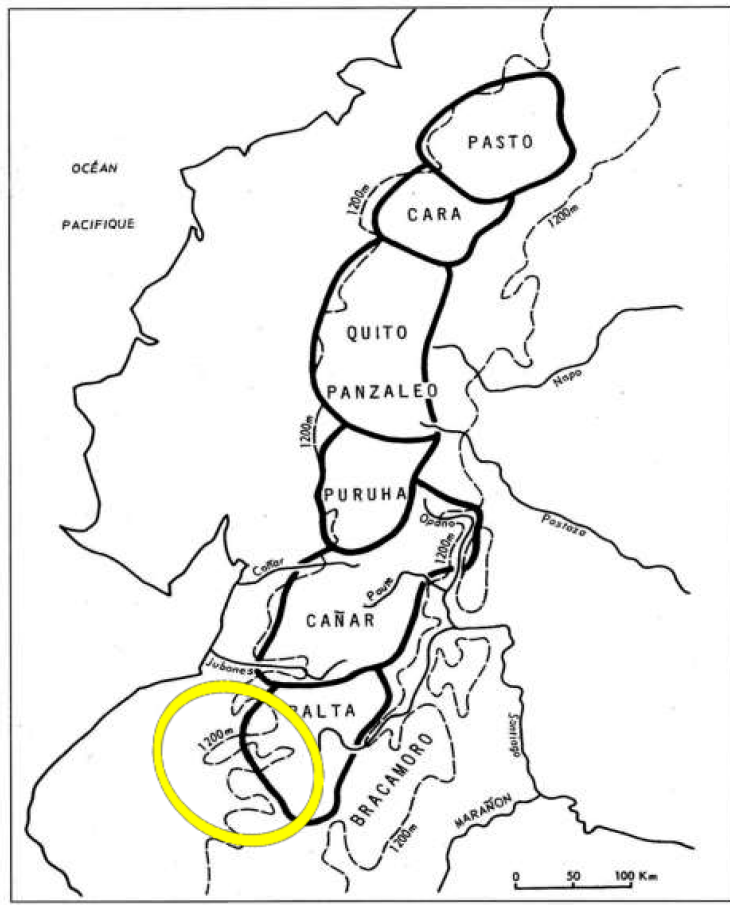 PASTO
OCÉAN
PACIFIQUE
1200m
CARA
1200m
QUITO
Napo
PANZALEO
1200m
PURUHA
Opano
Pastaza
1200m
Cañar
Paute
CAÑAR
Jubones
PALTA
1200m
Santiago
BRACAMORO
MARAÑON
1200m
0 50 100 Km